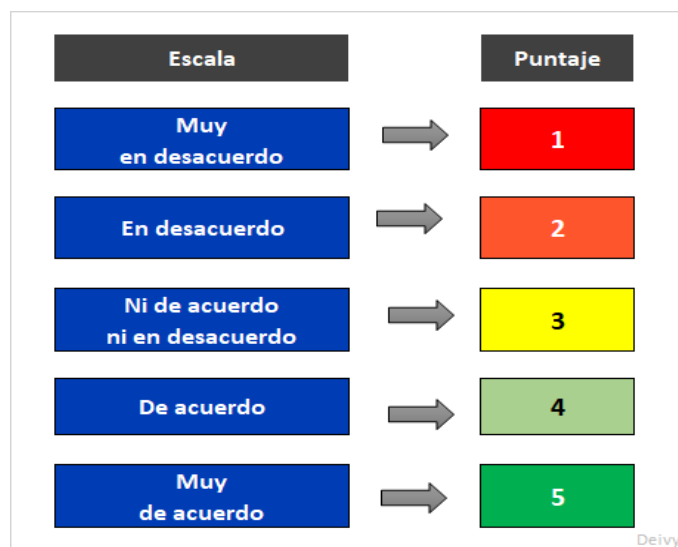 Escala
Puntaje
Muy
en desacuerdo
1
En desacuerdo
2
Ni de acuerdo
ni en desacuerdo
3
De acuerdo
4
Muy
de acuerdo
5
Deivy